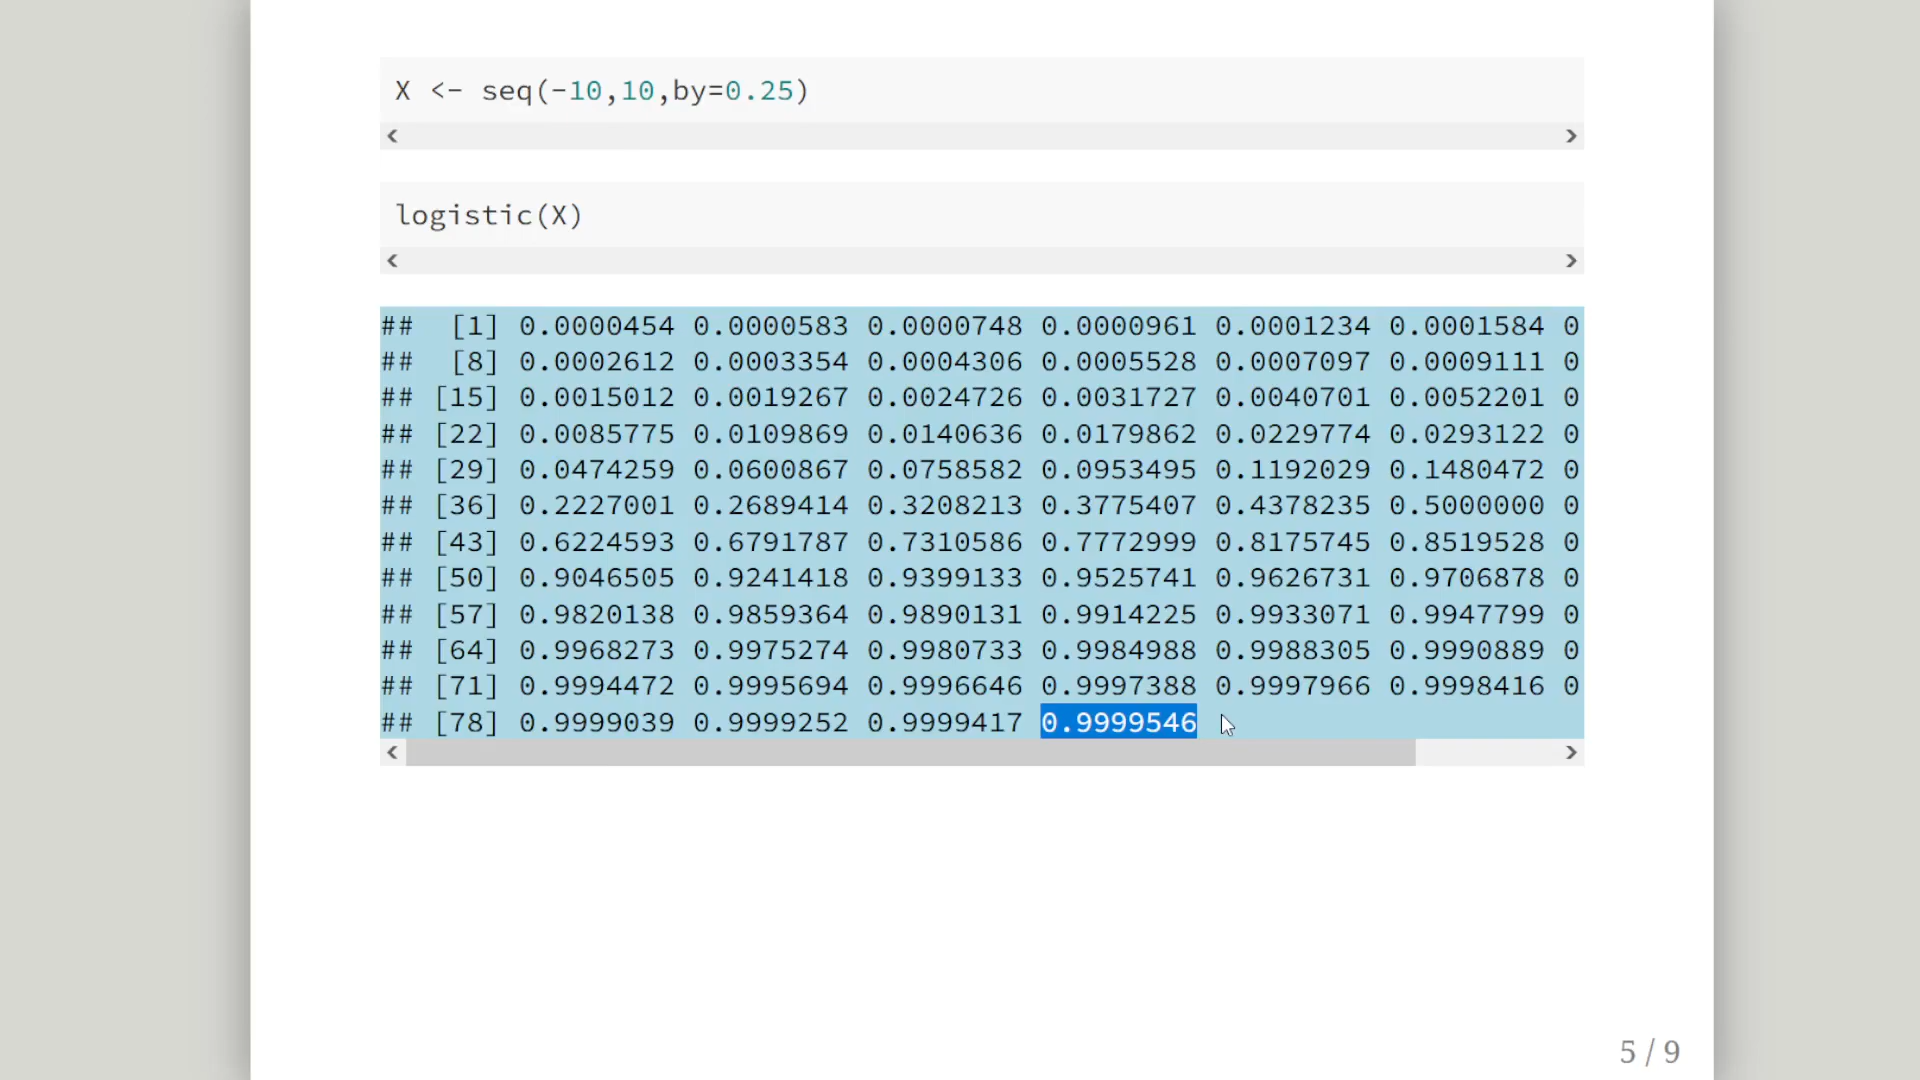 X <- seq(-10,10,by=0.25)
logistic(X)
##  [1] 0.0000454 0.0000583 0.0000748 0.0000961 0.0001234 0.0001584 0
##  [8] 0.0002612 0.0003354 0.0004306 0.0005528 0.0007097 0.0009111 0
## [15] 0.0015012 0.0019267 0.0024726 0.0031727 0.0040701 0.0052201 0
## [22] 0.0085775 0.0109869 0.0140636 0.0179862 0.0229774 0.0293122 0
## [29] 0.0474259 0.0600867 0.0758582 0.0953495 0.1192029 0.1480472 0
## [36] 0.2227001 0.2689414 0.3208213 0.3775407 0.4378235 0.5000000 0
## [43] 0.6224593 0.6791787 0.7310586 0.7772999 0.8175745 0.8519528 0
## [50] 0.9046505 0.9241418 0.9399133 0.9525741 0.9626731 0.9706878 0
## [57] 0.9820138 0.9859364 0.9890131 0.9914225 0.9933071 0.9947799 0
## [64] 0.9968273 0.9975274 0.9980733 0.9984988 0.9988305 0.9990889 0
## [71] 0.9994472 0.9995694 0.9996646 0.9997388 0.9997966 0.9998416 0
## [78] 0.9999039 0.9999252 0.9999417 0.9999546
5 / 9